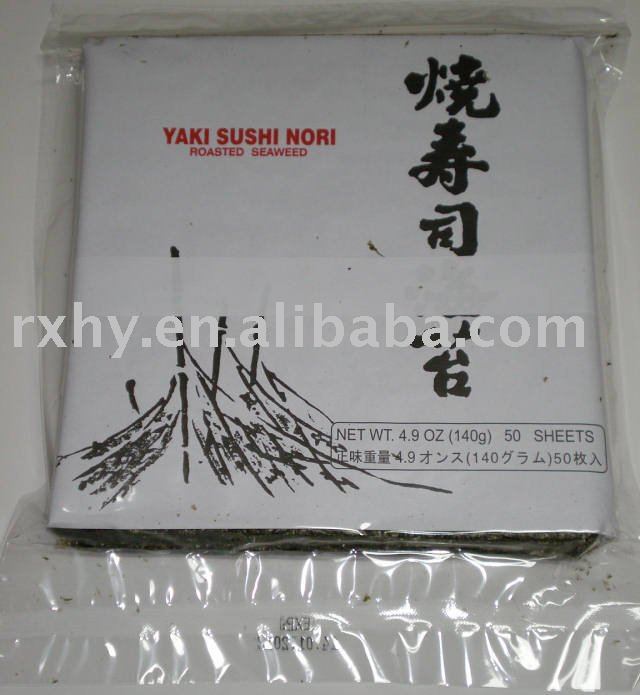 YAKI SUSHI NORI
ROASTED SEAWEED
焼寿司海苔
rxhy.en.alibaba.com
NET WT. 4.9 OZ (140g) 50 SHEETS
正味重量 4.9オンス(140グラム)50枚入